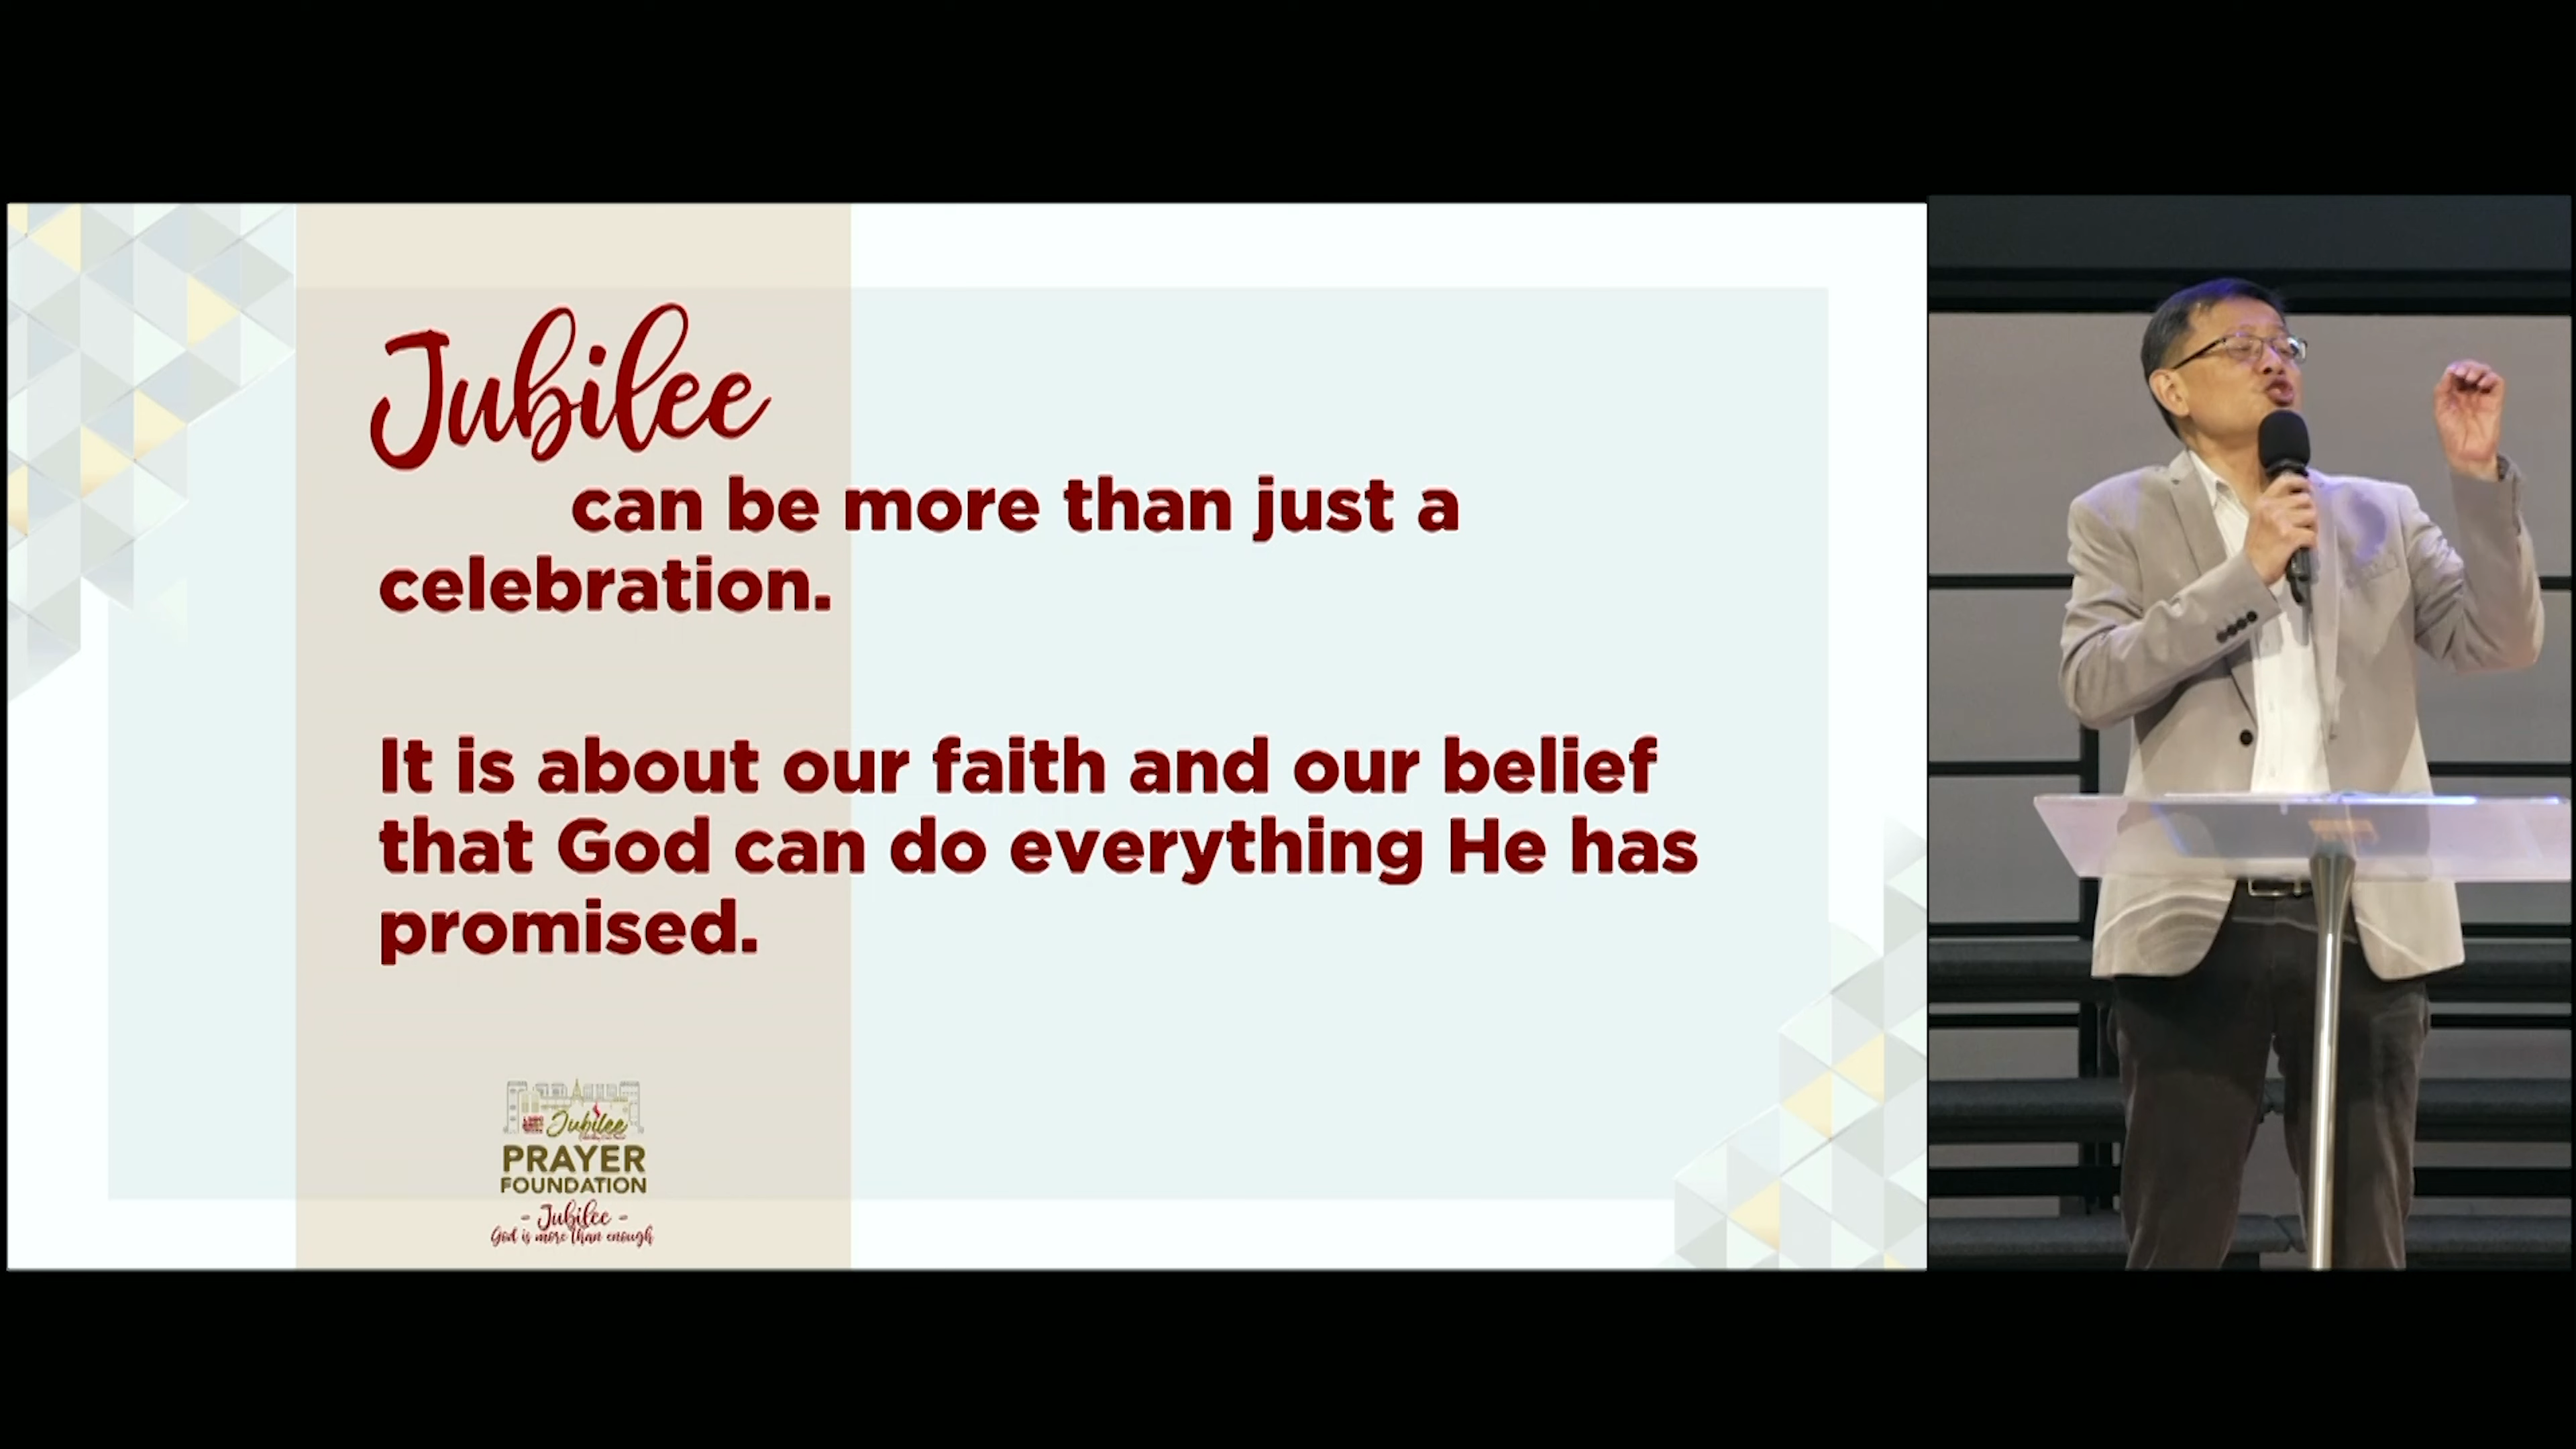 Jubilee
can be more than just a
celebration.
It is about our faith and our belief
that God can do everything He has
promised.
Jubilee
PRAYER
FOUNDATION
- Jubilee -
God is more than enough